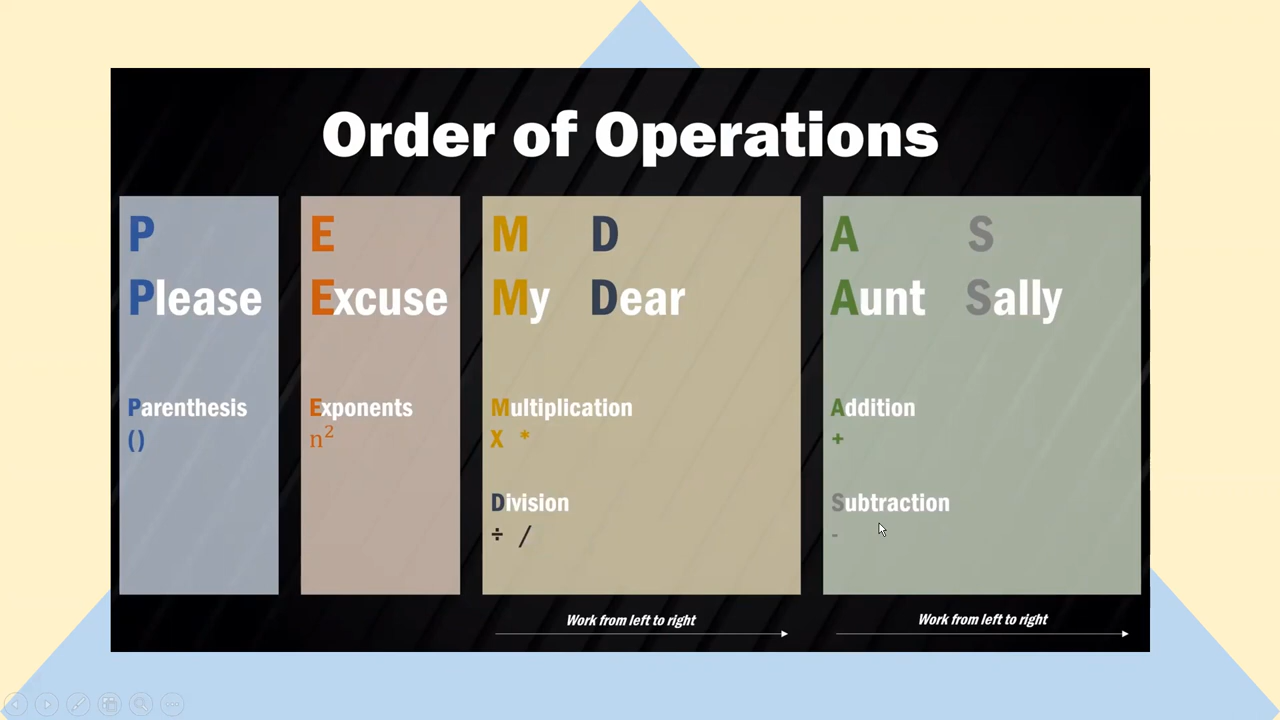 Order of Operations
P
Please
Parenthesis
()
E
Excuse
Exponents
n²
M D
My Dear
Multiplication
X *
Division
÷ /
Work from left to right
A S
Aunt Sally
Addition
+
Subtraction
-
Work from left to right